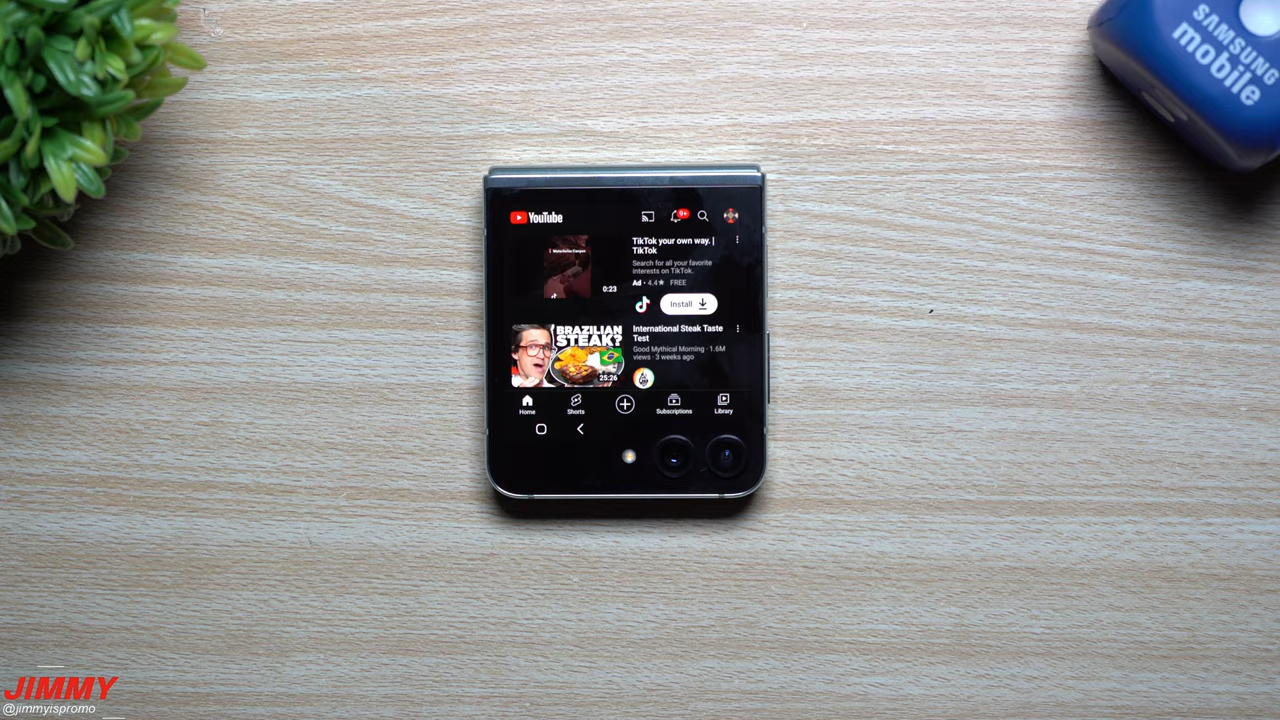 SAMSUNG
mobile
YouTube
9+
TikTok your own way. |
TikTok
Search for all your favorite
interests on TikTok.
Ad • 4.4★ FREE
0:23
Install
BRAZILIAN
STEAK?
25:26
International Steak Taste
Test
Good Mythical Morning · 1.6M
views · 3 weeks ago
Home
Shorts
Subscriptions
Library
JIMMY
@jimmyispromo